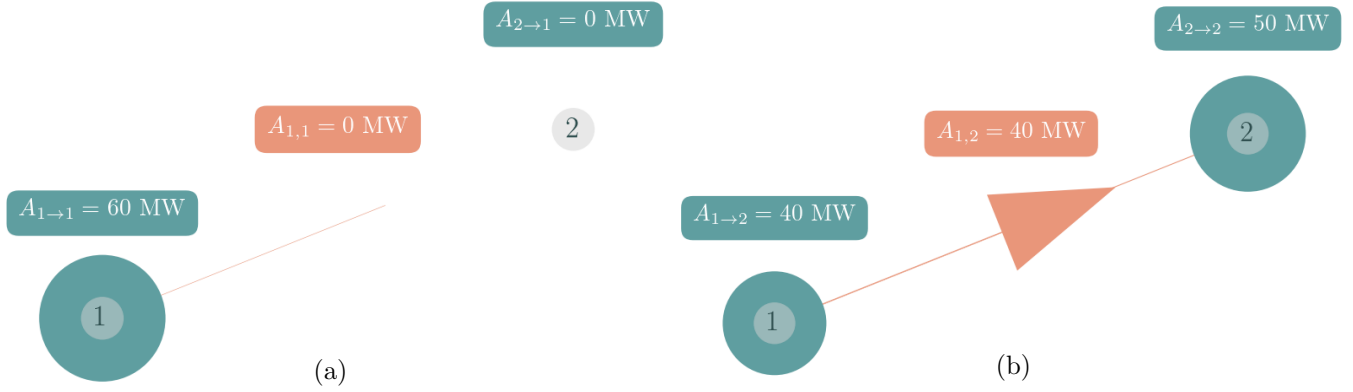 A_{2→1} = 0 MW
A_{1,1} = 0 MW
2
A_{1→1} = 60 MW
1
(a)
A_{2→2} = 50 MW
A_{1,2} = 40 MW
2
A_{1→2} = 40 MW
1
(b)